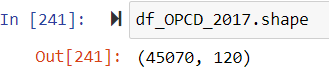 In [241]: df_OPCD_2017.shape
Out[241]: (45070, 120)